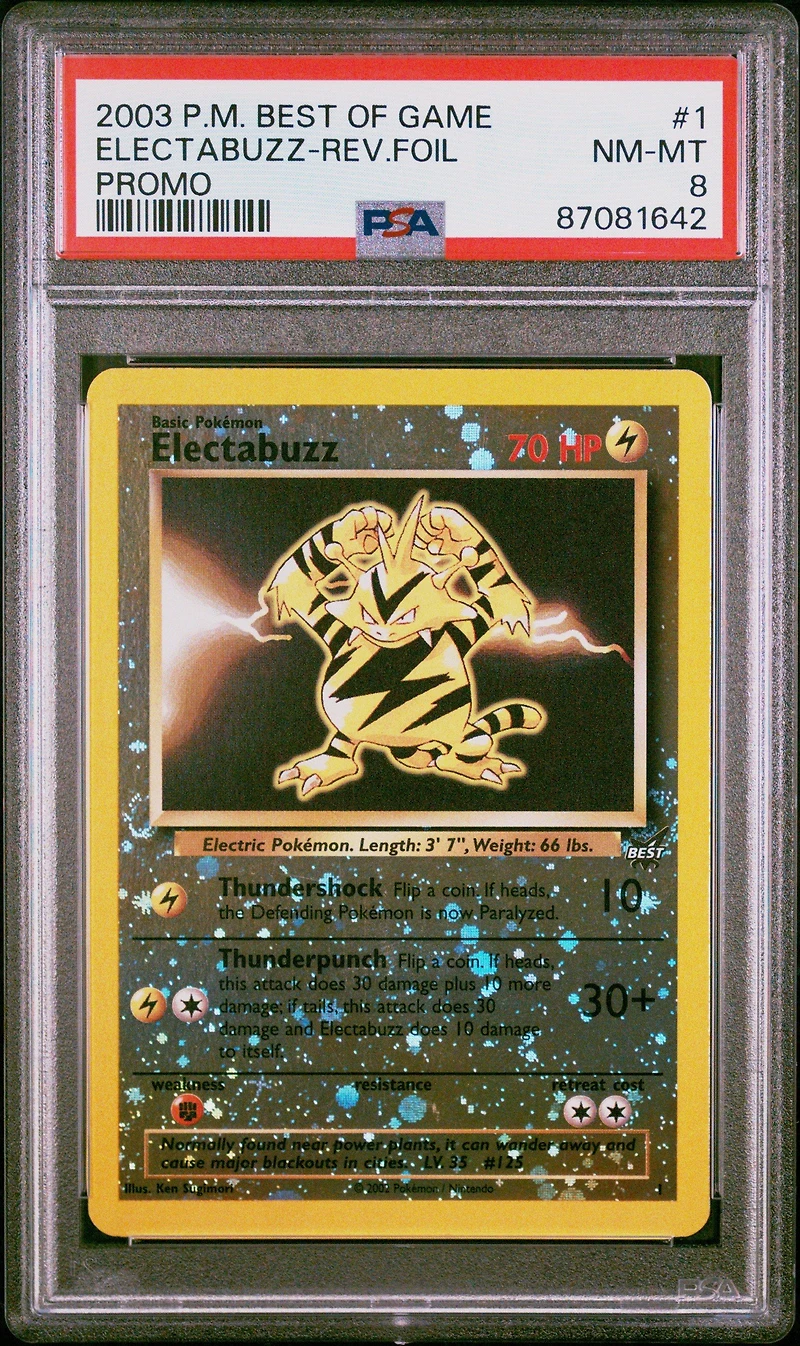 2003 P.M. BEST OF GAME #1
ELECTABUZZ-REV.FOIL NM-MT
PROMO 8
PSA 87081642
Basic Pokémon
Electabuzz 70 HP
Electric Pokémon. Length: 3' 7", Weight: 66 lbs.
BEST
Thundershock Flip a coin. If heads, 10
the Defending Pokémon is now Paralyzed.
Thunderpunch Flip a coin. If heads,
this attack does 30 damage plus 10 more
damage; if tails, this attack does 30 30+
damage and Electabuzz does 10 damage
to itself.
weakness resistance retreat cost
Normally found near power plants, it can wander away and
cause major blackouts in cities. LV. 35 #125
Illus. Ken Sugimori © 2002 Pokémon / Nintendo 1
PSA